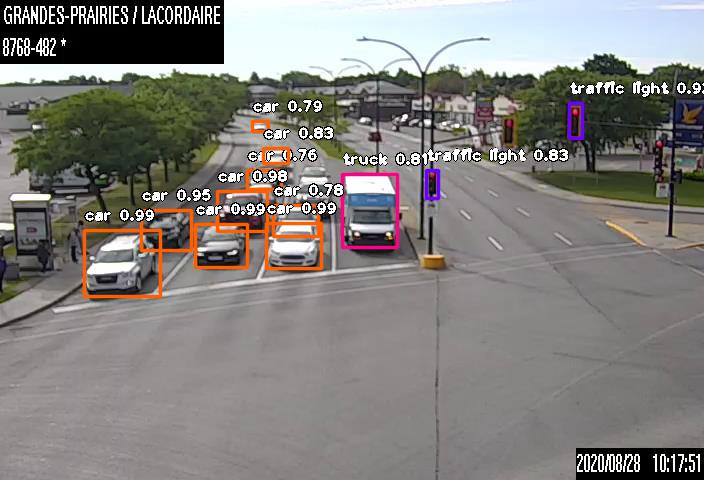 GRANDES-PRAIRIES / LACORDAIRE
8768-482 *
traffic light 0.9
car 0.79
car 0.83
car 0.76
truck 0.81
traffic light 0.83
car 0.98
car 0.78
car 0.95
car 0.99
car 0.99
car 0.99
2020/08/28 10:17:51